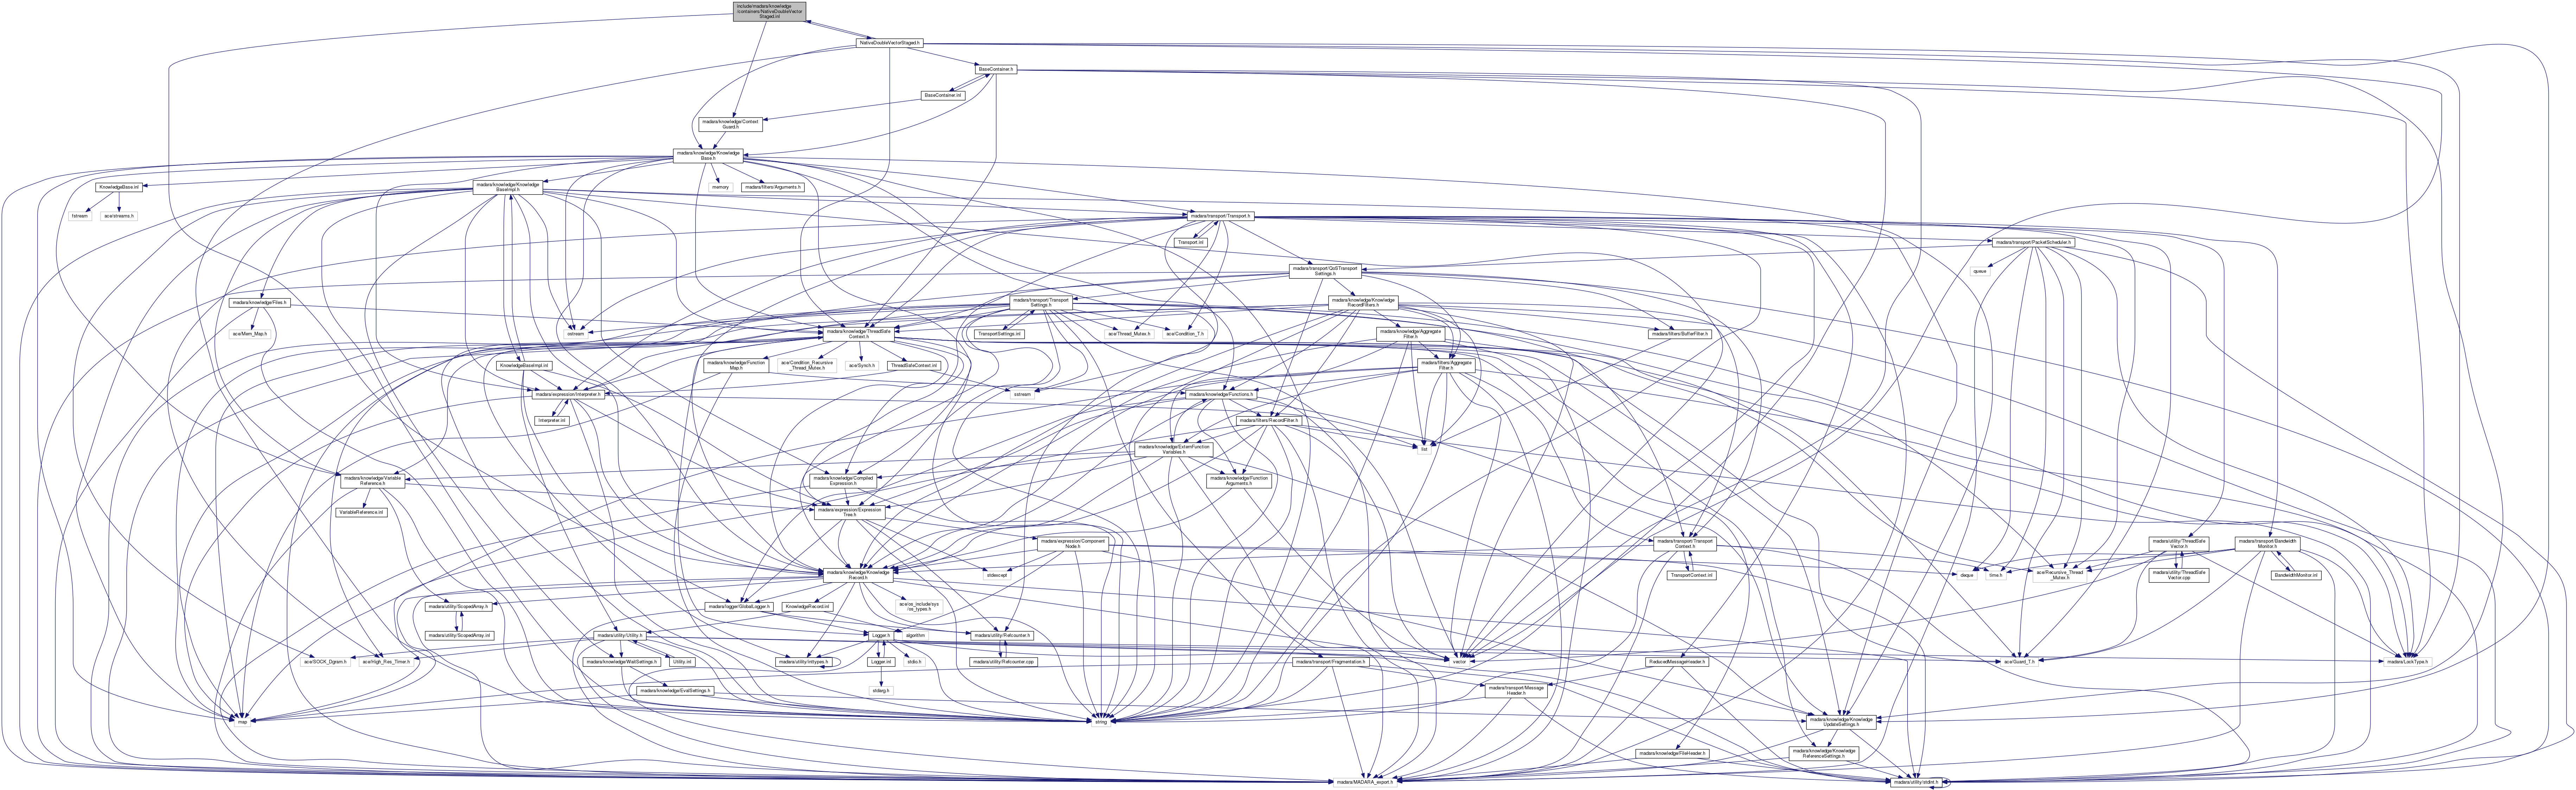 include/madara/knowledge
/containers/NativeDoubleVector
Staged.inl
NativeDoubleVectorStaged.h
BaseContainer.h
BaseContainer.inl
madara/knowledge/Context
Guard.h
madara/knowledge/Knowledge
Base.h
KnowledgeBase.inl
madara/knowledge/Knowledge
BaseImpl.h
memory
madara/filters/Arguments.h
fstream
ace/streams.h
madara/transport/Transport.h
Transport.inl
madara/transport/PacketScheduler.h
queue
madara/transport/QoSTransport
Settings.h
madara/knowledge/Files.h
madara/transport/Transport
Settings.h
madara/knowledge/Knowledge
RecordFilters.h
ace/Mem_Map.h
ostream
madara/knowledge/ThreadSafe
Context.h
TransportSettings.inl
ace/Thread_Mutex.h
ace/Condition_T.h
madara/knowledge/Aggregate
Filter.h
madara/filters/BufferFilter.h
KnowledgeBaseImpl.inl
madara/knowledge/Function
Map.h
ace/Condition_Recursive
_Thread_Mutex.h
ace/Synch.h
ThreadSafeContext.inl
madara/filters/Aggregate
Filter.h
madara/expression/Interpreter.h
sstream
madara/knowledge/Functions.h
Interpreter.inl
madara/filters/RecordFilter.h
madara/knowledge/ExternFunction
Variables.h
list
madara/knowledge/Variable
Reference.h
madara/knowledge/Compiled
Expression.h
madara/knowledge/Function
Arguments.h
VariableReference.inl
madara/expression/Expression
Tree.h
madara/expression/Component
Node.h
madara/transport/Transport
Context.h
madara/utility/ThreadSafe
Vector.h
madara/transport/Bandwidth
Monitor.h
madara/knowledge/Knowledge
Record.h
stdexcept
TransportContext.inl
deque
time.h
ace/Recursive_Thread
_Mutex.h
madara/utility/ThreadSafe
Vector.cpp
BandwidthMonitor.inl
madara/utility/ScopedArray.h
madara/logger/GlobalLogger.h
KnowledgeRecord.inl
ace/os_include/sys
/os_types.h
madara/utility/ScopedArray.inl
madara/utility/Utility.h
Logger.h
algorithm
madara/utility/Refcounter.h
ace/SOCK_Dgram.h
ace/High_Res_Timer.h
madara/knowledge/WaitSettings.h
Utility.inl
madara/utility/IntTypes.h
Logger.inl
stdio.h
madara/utility/Refcounter.cpp
madara/transport/Fragmentation.h
vector
ReducedMessageHeader.h
ace/Guard_T.h
madara/LockType.h
madara/knowledge/EvalSettings.h
stdarg.h
madara/transport/Message
Header.h
map
string
madara/knowledge/Knowledge
UpdateSettings.h
madara/knowledge/FileHeader.h
madara/knowledge/Knowledge
ReferenceSettings.h
madara/MADARA_export.h
madara/utility/stdint.h